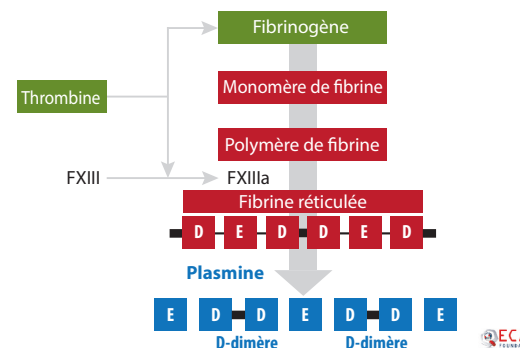 Fibrinogène
Monomère de fibrine
Thrombine
Polymère de fibrine
FXIII
FXIIIa
Fibrine réticulée
D E D D E D
Plasmine
E D D E D D E
D-dimère D-dimère